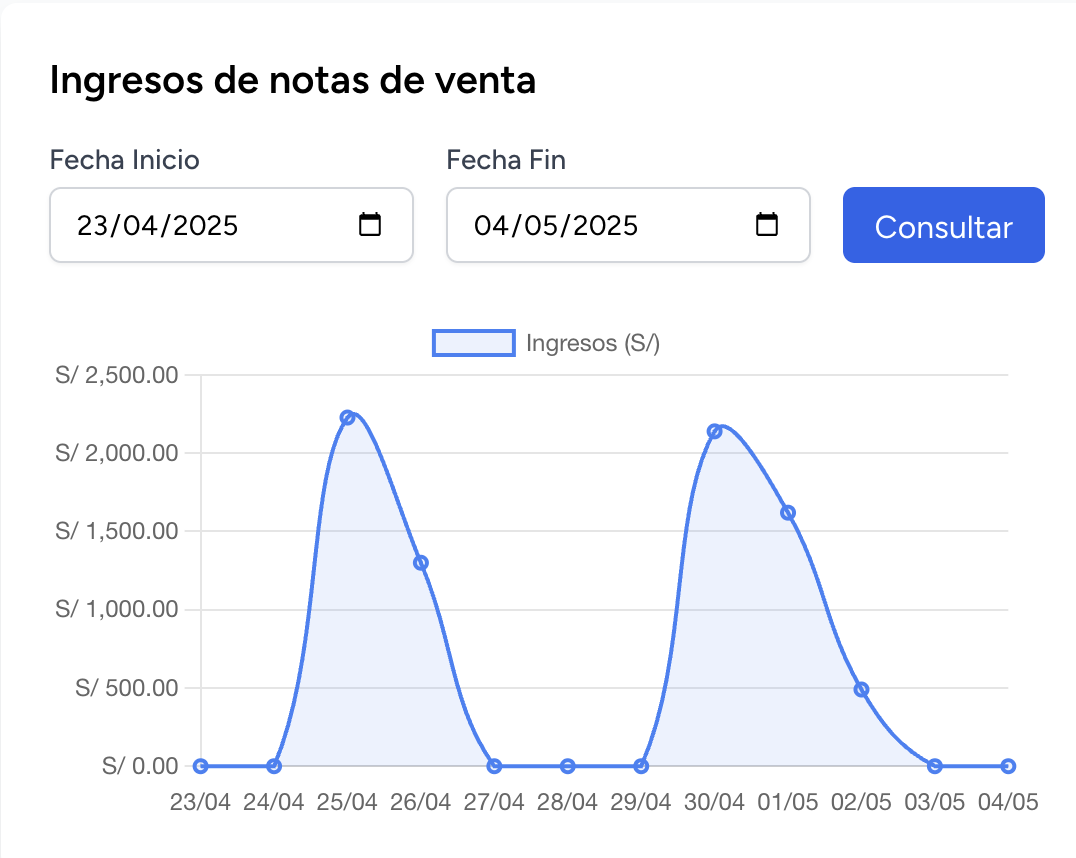 Ingresos de notas de venta
Fecha Inicio
Fecha Fin
23/04/2025
04/05/2025
Consultar
Ingresos (S/)
S/ 2,500.00
S/ 2,000.00
S/ 1,500.00
S/ 1,000.00
S/ 500.00
S/ 0.00
23/04 24/04 25/04 26/04 27/04 28/04 29/04 30/04 01/05 02/05 03/05 04/05